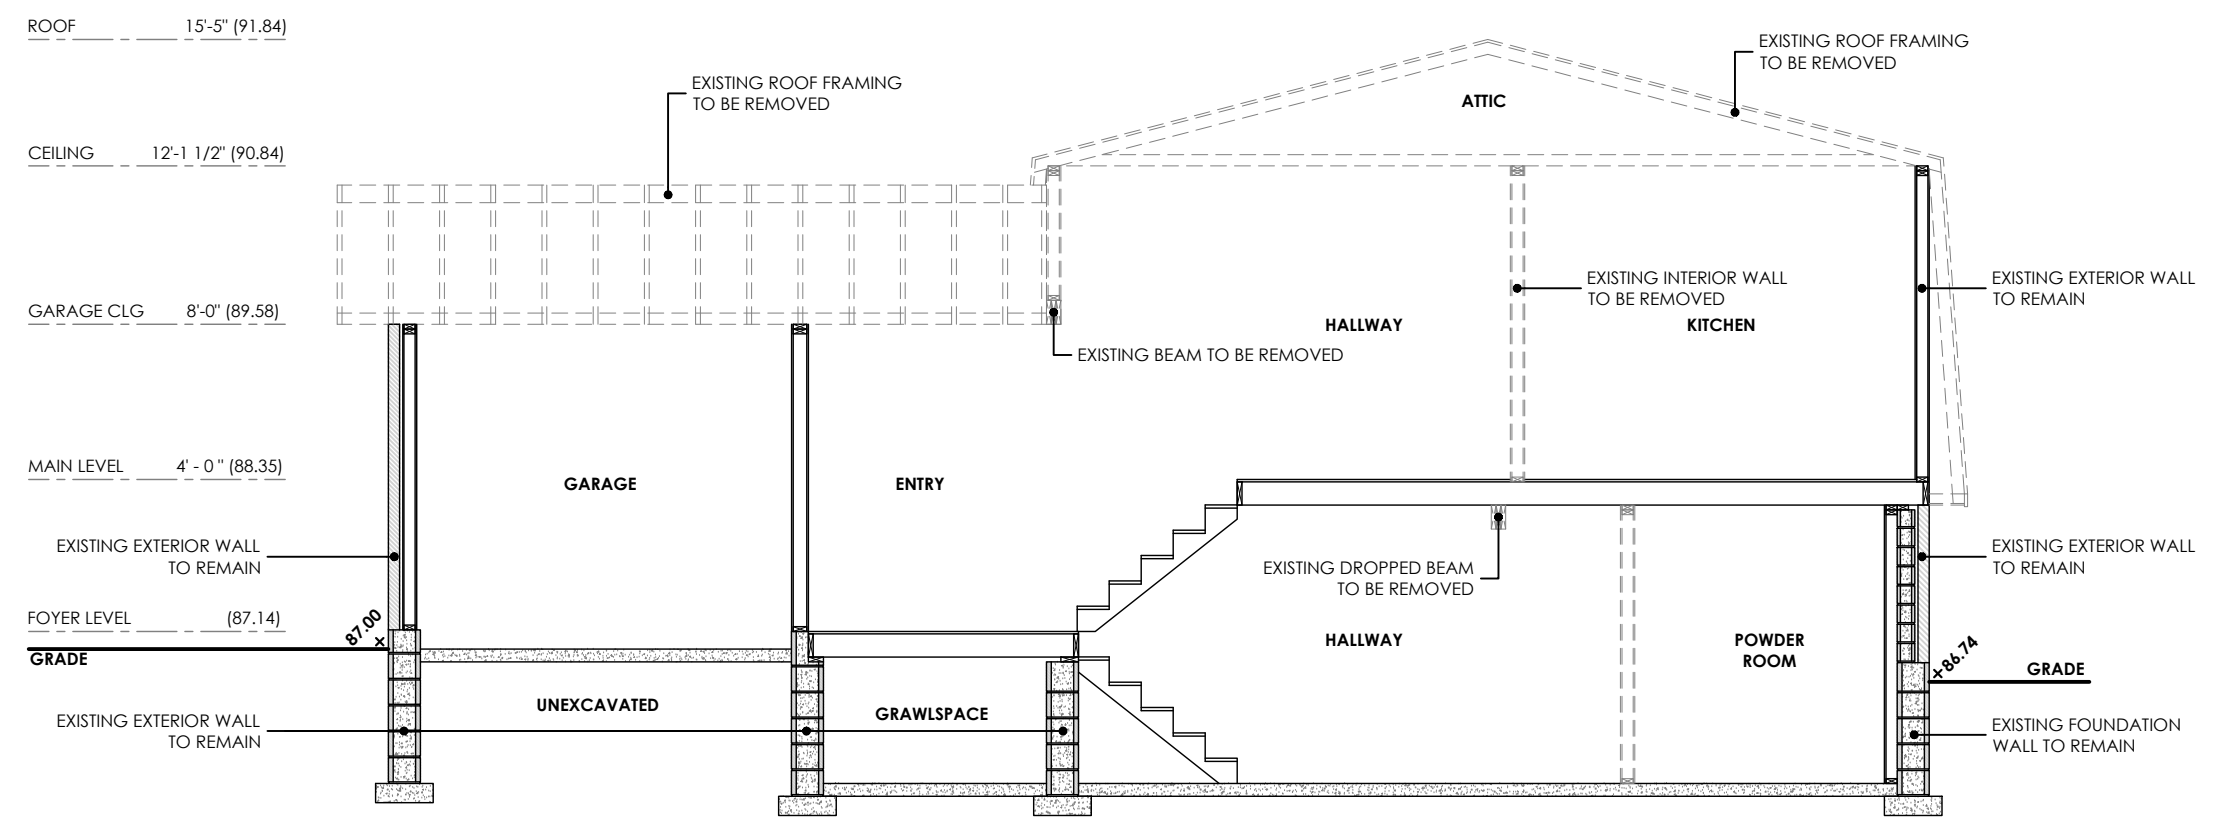 ROOF 15'-5" (91.84)
EXISTING ROOF FRAMING
TO BE REMOVED
EXISTING ROOF FRAMING
TO BE REMOVED
ATTIC
CEILING 12'-1 1/2" (90.84)
EXISTING INTERIOR WALL
TO BE REMOVED
EXISTING EXTERIOR WALL
TO REMAIN
GARAGE CLG 8'-0" (89.58)
HALLWAY
KITCHEN
EXISTING BEAM TO BE REMOVED
MAIN LEVEL 4' - 0 " (88.35)
GARAGE
ENTRY
EXISTING EXTERIOR WALL
TO REMAIN
EXISTING DROPPED BEAM
TO BE REMOVED
EXISTING EXTERIOR WALL
TO REMAIN
FOYER LEVEL (87.14)
87.00
GRADE
HALLWAY
POWDER
ROOM
86.74
GRADE
UNEXCAVATED
GRAWLSPACE
EXISTING EXTERIOR WALL
TO REMAIN
EXISTING FOUNDATION
WALL TO REMAIN